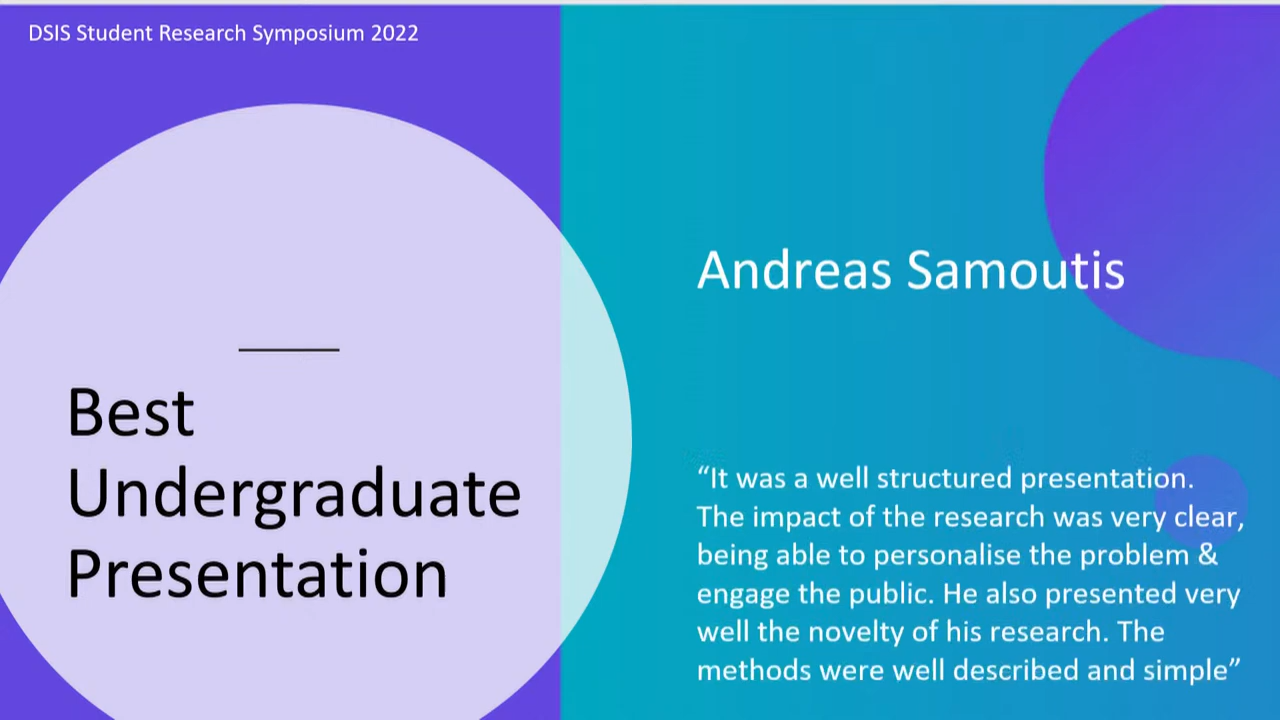 DSIS Student Research Symposium 2022
Best
Undergraduate
Presentation
Andreas Samoutis
“It was a well structured presentation.
The impact of the research was very clear,
being able to personalise the problem &
engage the public. He also presented very
well the novelty of his research. The
methods were well described and simple”